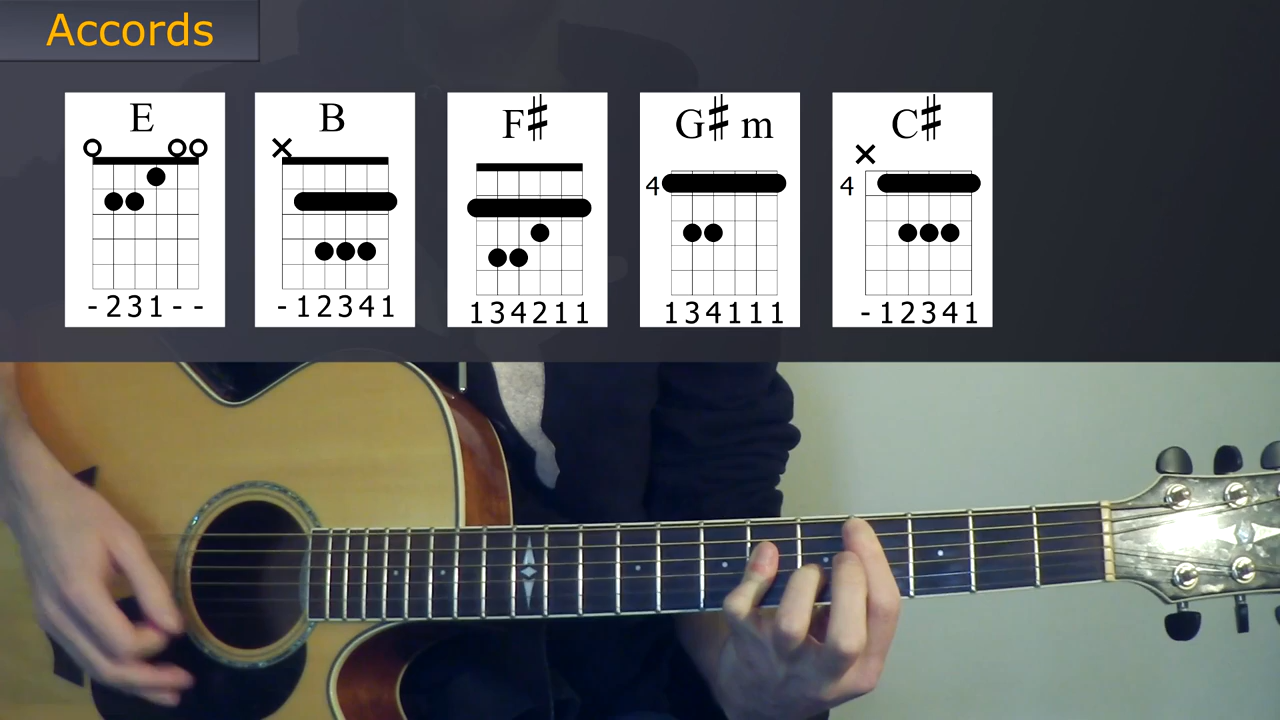 Accords
E
B
F♯
G♯ m
C♯
4
4
- 2 3 1 - -
- 1 2 3 4 1
1 3 4 2 1 1
1 3 4 1 1 1
- 1 2 3 4 1